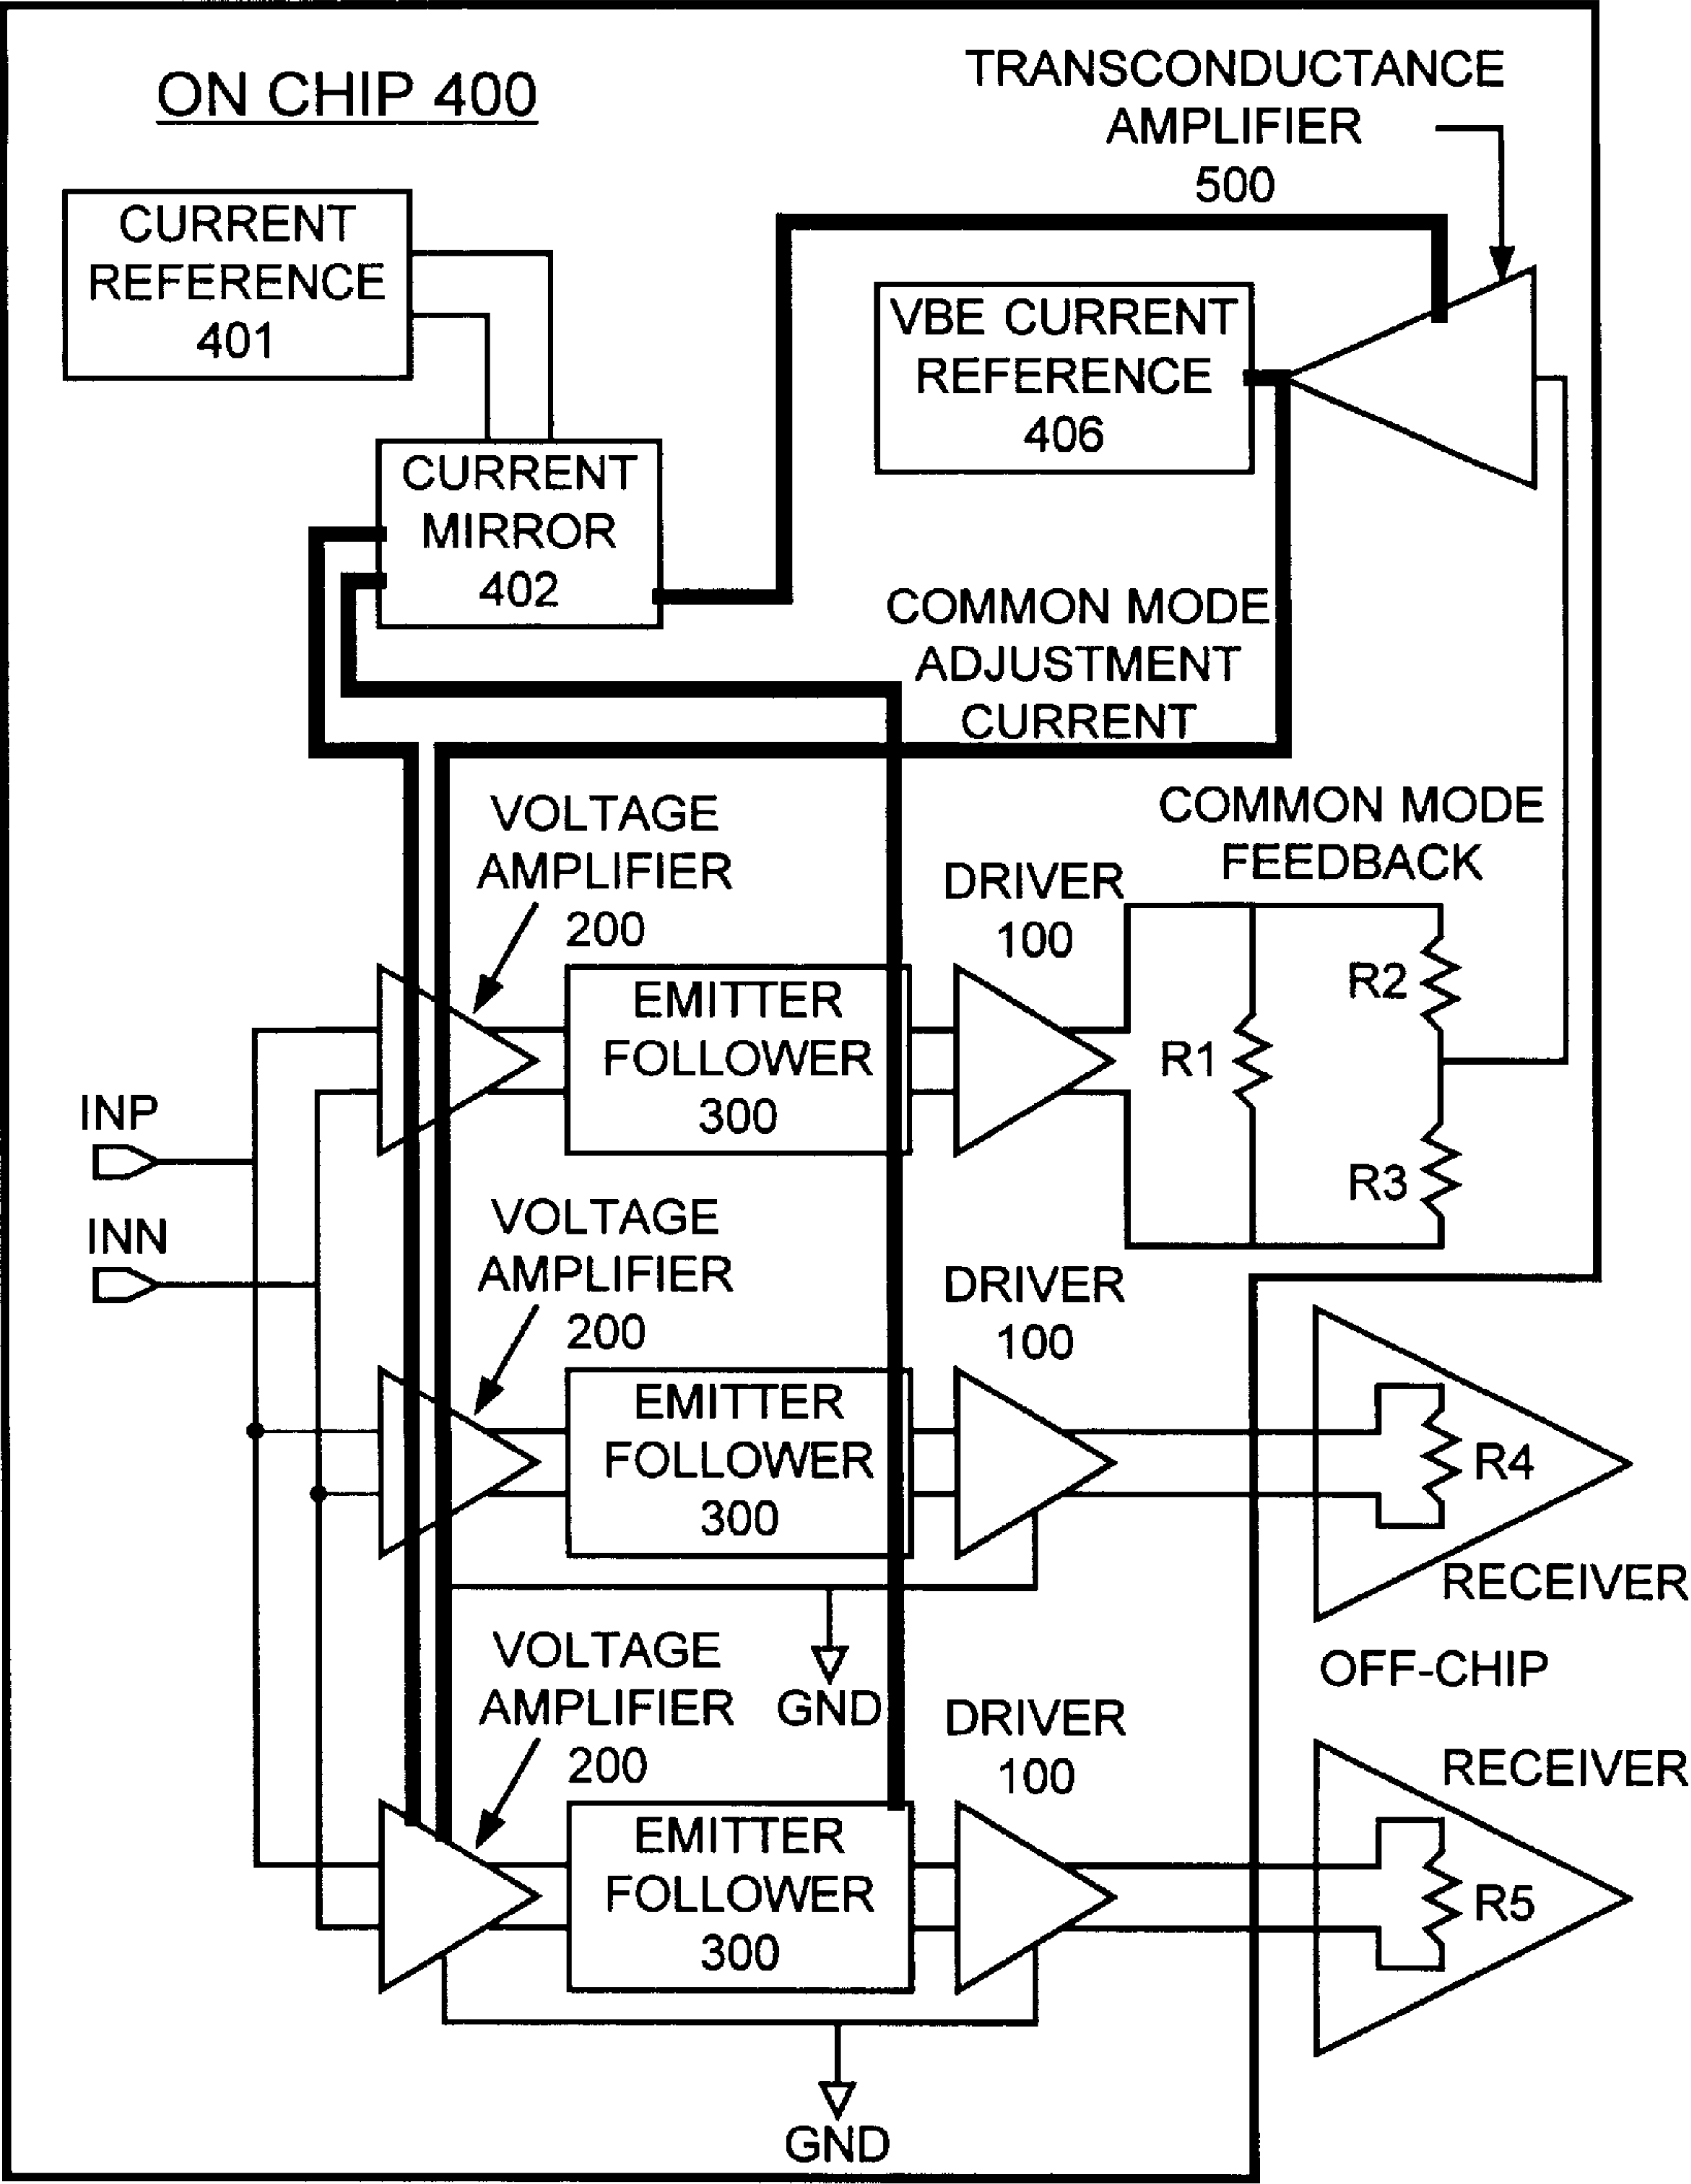 ON CHIP 400
TRANSCONDUCTANCE
AMPLIFIER
500
CURRENT
REFERENCE
401
VBE CURRENT
REFERENCE
406
CURRENT
MIRROR
402
COMMON MODE
ADJUSTMENT
CURRENT
VOLTAGE
AMPLIFIER
200
COMMON MODE
FEEDBACK
DRIVER
100
EMITTER
FOLLOWER
300
R1
R2
R3
INP
INN
VOLTAGE
AMPLIFIER
200
DRIVER
100
EMITTER
FOLLOWER
300
R4
RECEIVER
OFF-CHIP
VOLTAGE
AMPLIFIER
200
GND
DRIVER
100
RECEIVER
EMITTER
FOLLOWER
300
R5
GND